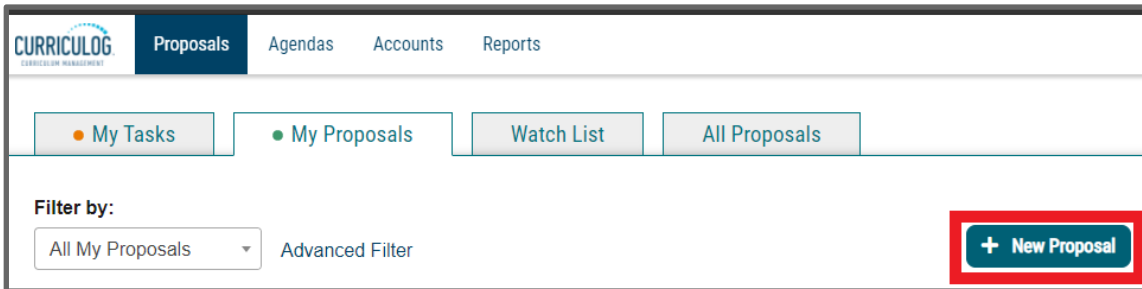 CURRICULOG
CURRICULUM MANAGEMENT
Proposals Agendas Accounts Reports
My Tasks My Proposals Watch List All Proposals
Filter by:
All My Proposals Advanced Filter + New Proposal